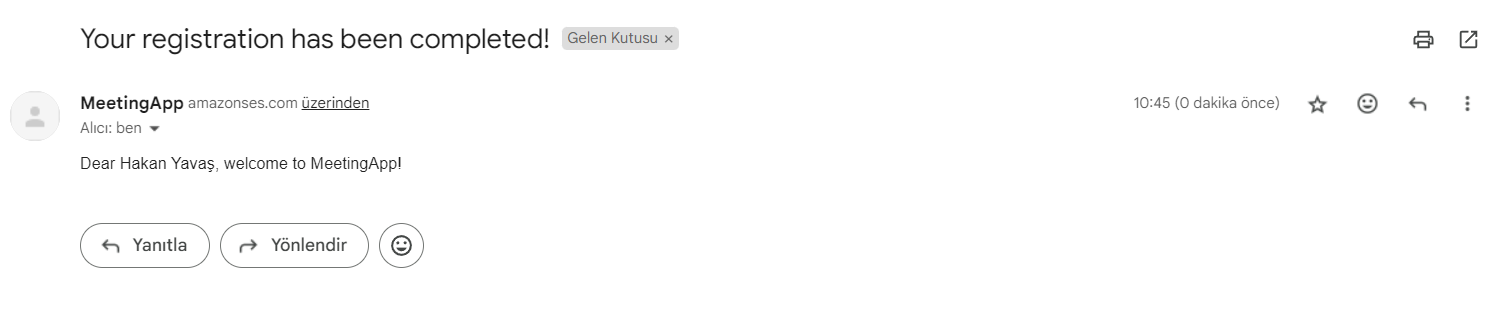 Your registration has been completed! Gelen Kutusu ×
MeetingApp amazonses.com üzerinden 10:45 (0 dakika önce)
Alıcı: ben
Dear Hakan Yavaş, welcome to MeetingApp!
Yanıtla Yönlendir